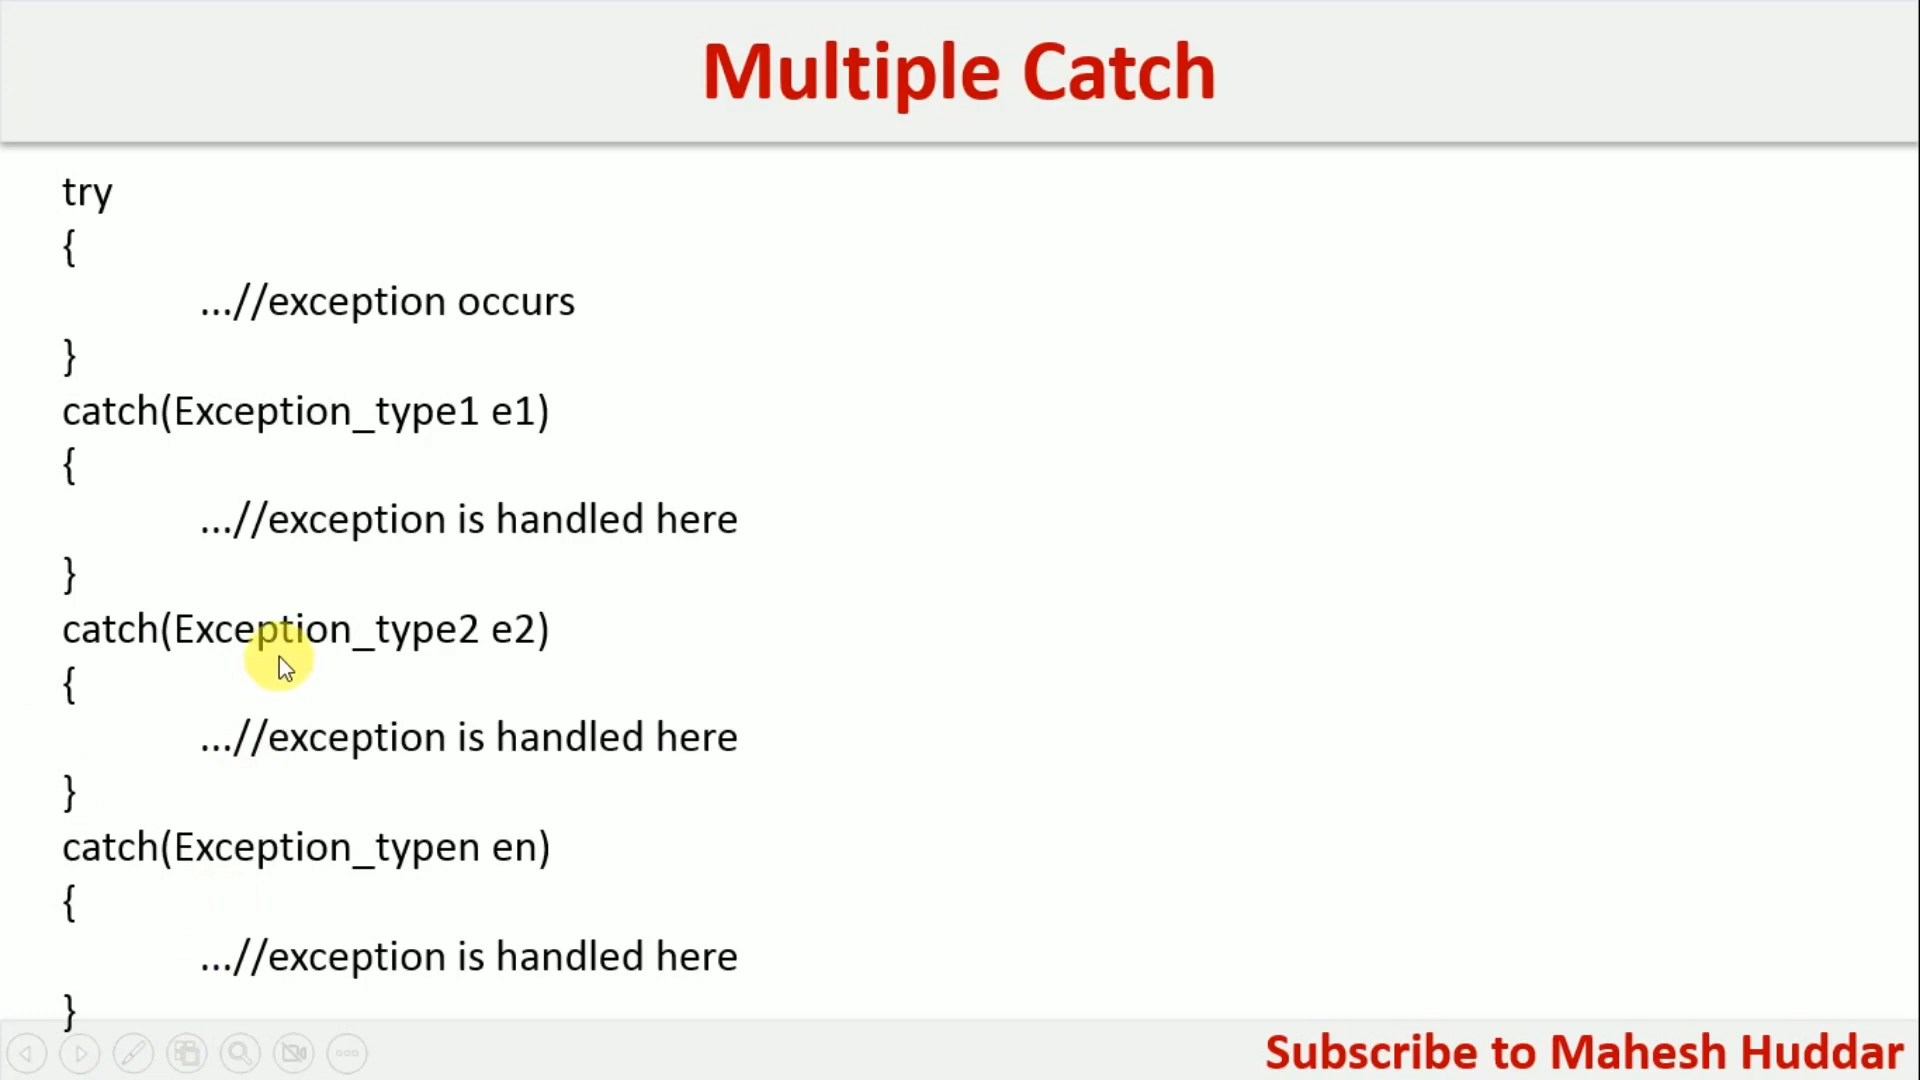 Multiple Catch
try
{
...//exception occurs
}
catch(Exception_type1 e1)
{
...//exception is handled here
}
catch(Exception_type2 e2)
{
...//exception is handled here
}
catch(Exception_typen en)
{
...//exception is handled here
}
Subscribe to Mahesh Huddar